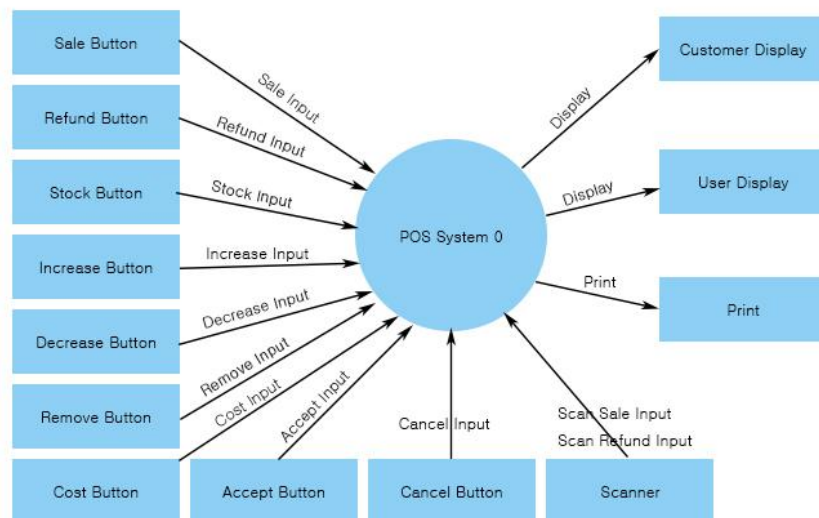 Sale Button
Customer Display
Sale Input
Display
Refund Button
Refund Input
Stock Button
Stock Input
Display
User Display
POS System 0
Increase Button
Increase Input
Print
Print
Decrease Button
Decrease Input
Remove Button
Remove Input
Cost Input
Accept Input
Cancel Input
Scan Sale Input
Scan Refund Input
Cost Button
Accept Button
Cancel Button
Scanner